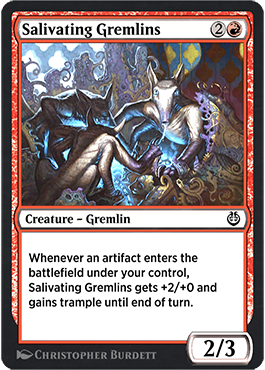 Salivating Gremlins 2
Creature – Gremlin
Whenever an artifact enters the
battlefield under your control,
Salivating Gremlins gets +2/+0 and
gains trample until end of turn.
2/3
Christopher Burdett